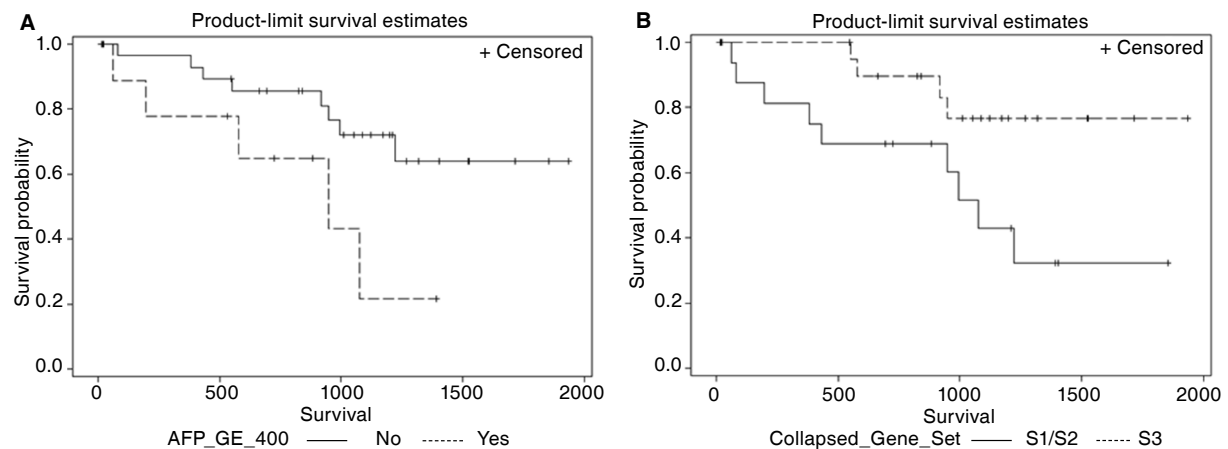 A
Product-limit survival estimates
+ Censored
Survival probability
1.0
0.8
0.6
0.4
0.2
0.0
0 500 1000 1500 2000
Survival
AFP_GE_400 No Yes
B
Product-limit survival estimates
+ Censored
Survival probability
1.0
0.8
0.6
0.4
0.2
0.0
0 500 1000 1500 2000
Survival
Collapsed_Gene_Set S1/S2 S3